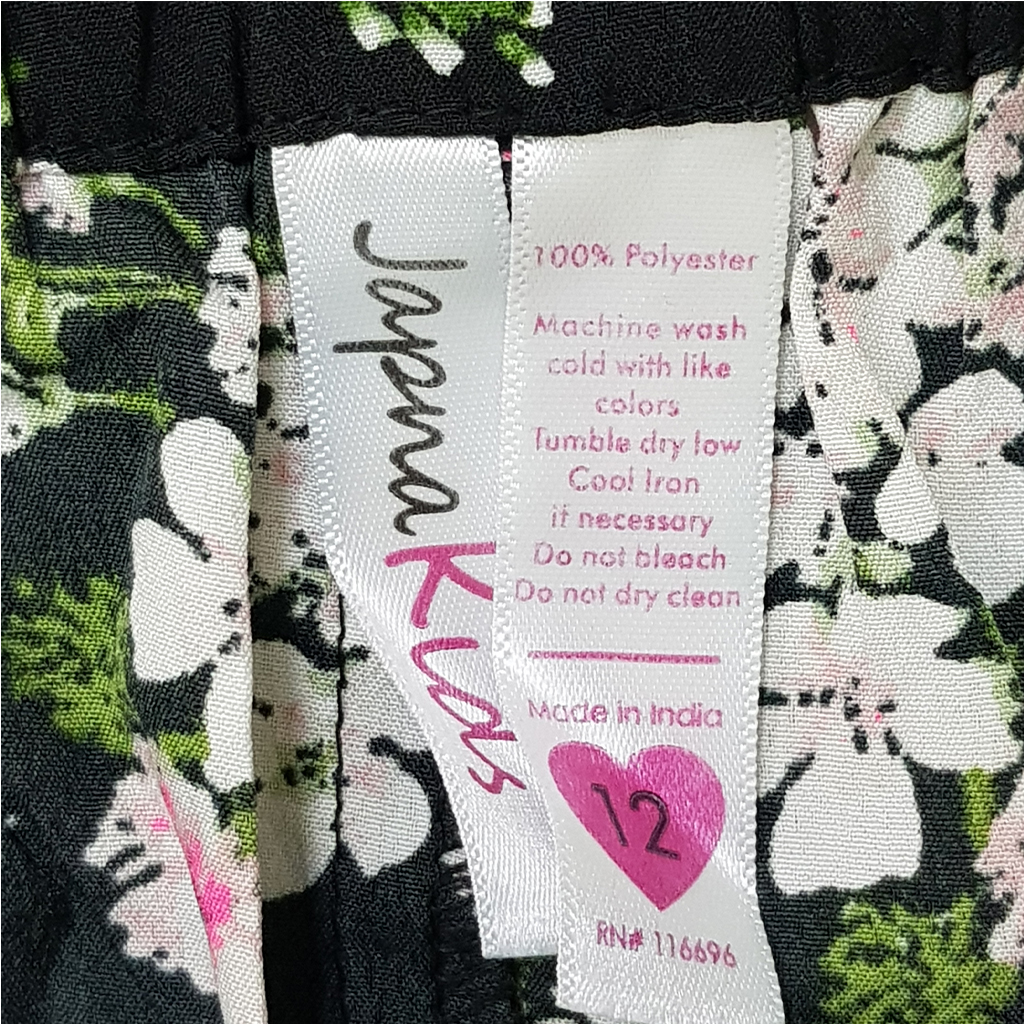 Japna Kids
100% Polyester
Machine wash
cold with like
colors
Tumble dry low
Cool Iron
if necessary
Do not bleach
Do not dry clean
Made in India
12
RN# 116696